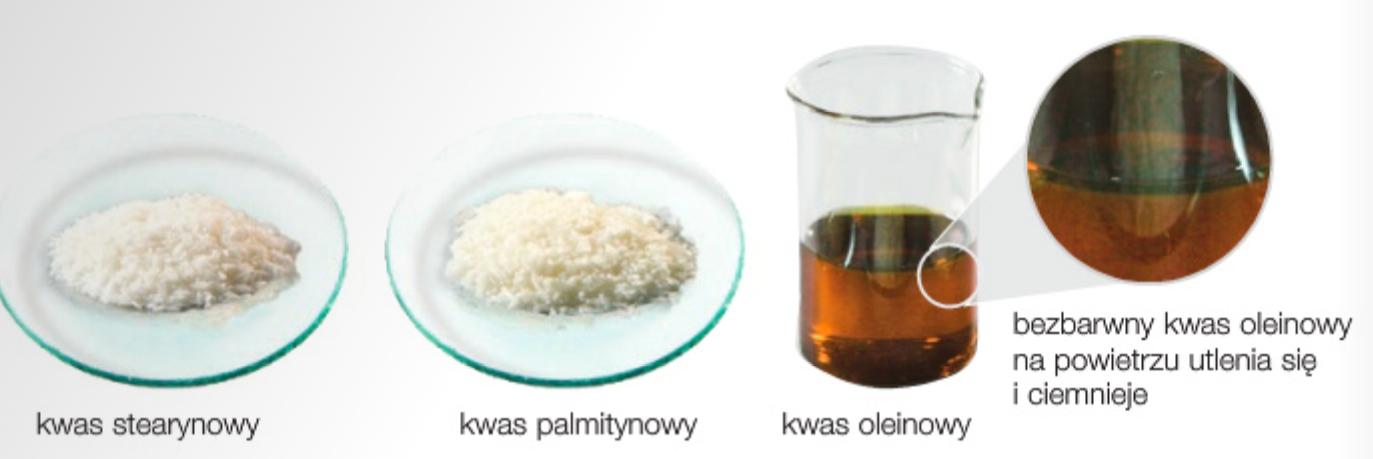 kwas stearynowy
kwas palmitynowy
kwas oleinowy
bezbarwny kwas oleinowy
na powietrzu utlenia się
i ciemnieje